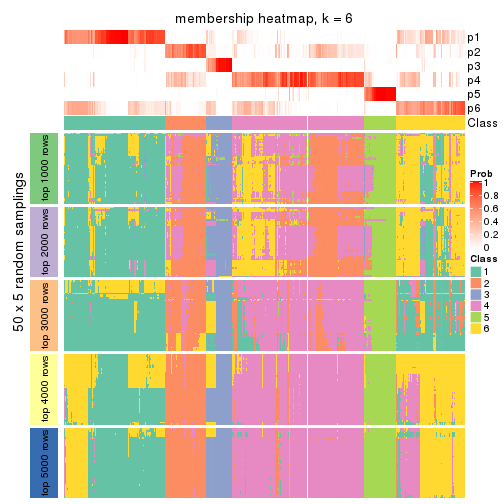 membership heatmap, k = 6
p1
p2
p3
p4
p5
p6
Class
50 x 5 random samplings
top 1000 rows
top 2000 rows
top 3000 rows
top 4000 rows
top 5000 rows
Prob
1
0.8
0.6
0.4
0.2
0
Class
1
2
3
4
5
6